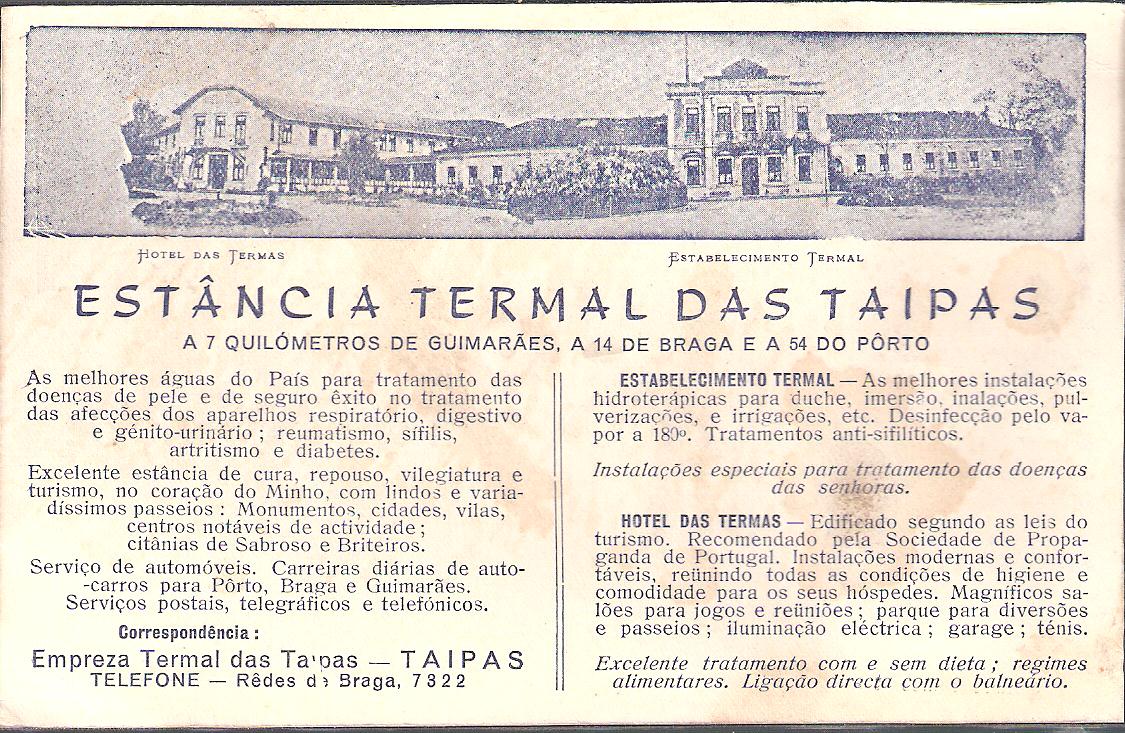 HOTEL DAS TERMAS
ESTABELECIMENTO TERMAL
ESTÂNCIA TERMAL DAS TAIPAS
A 7 QUILÓMETROS DE GUIMARÃES, A 14 DE BRAGA E A 54 DO PÔRTO
As melhores águas do País para tratamento das
doenças de pele e de seguro êxito no tratamento
das afecções dos aparelhos respiratório, digestivo
e génito-urinário ; reumatismo, sífilis,
artritismo e diabetes.
Excelente estância de cura, repouso, vilegiatura e
turismo, no coração do Minho, com lindos e varia-
díssimos passeios : Monumentos, cidades, vilas,
centros notáveis de actividade ;
citânias de Sabroso e Briteiros.
Serviço de automóveis. Carreiras diárias de auto-
-carros para Pôrto, Braga e Guimarães.
Serviços postais, telegráficos e telefónicos.
Correspondência :
Empreza Termal das Taipas — TAIPAS
TELEFONE — Rêdes de Braga, 7322
ESTABELECIMENTO TERMAL — As melhores instalações
hidroterápicas para duche, imersão, inalações, pul-
verizações, e irrigações, etc. Desinfecção pelo va-
por a 180º. Tratamentos anti-sifilíticos.
Instalações especiais para tratamento das doenças
das senhoras.
HOTEL DAS TERMAS — Edificado segundo as leis do
turismo. Recomendado pela Sociedade de Propa-
ganda de Portugal. Instalações modernas e confor-
táveis, reünindo todas as condições de higiene e
comodidade para os seus hóspedes. Magníficos sa-
lões para jogos e reüniões ; parque para diversões
e passeios ; iluminação eléctrica ; garage ; ténis.
Excelente tratamento com e sem dieta ; regimes
alimentares. Ligação directa com o balneário.